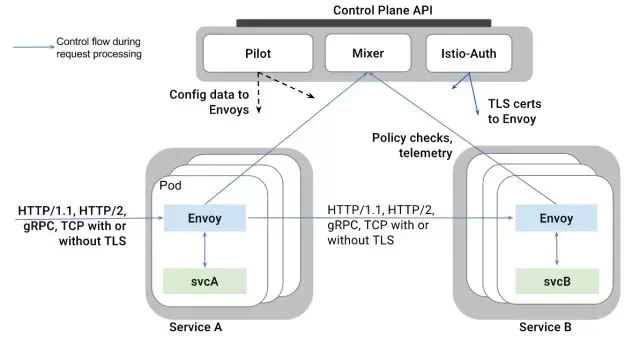 Control Plane API
Control flow during
request processing
Pilot
Mixer
Istio-Auth
Config data to
Envoys
TLS certs
to Envoy
Policy checks,
telemetry
Pod
HTTP/1.1, HTTP/2,
gRPC, TCP with or
without TLS
Envoy
svcA
Service A
HTTP/1.1, HTTP/2,
gRPC, TCP with or
without TLS
Envoy
svcB
Service B